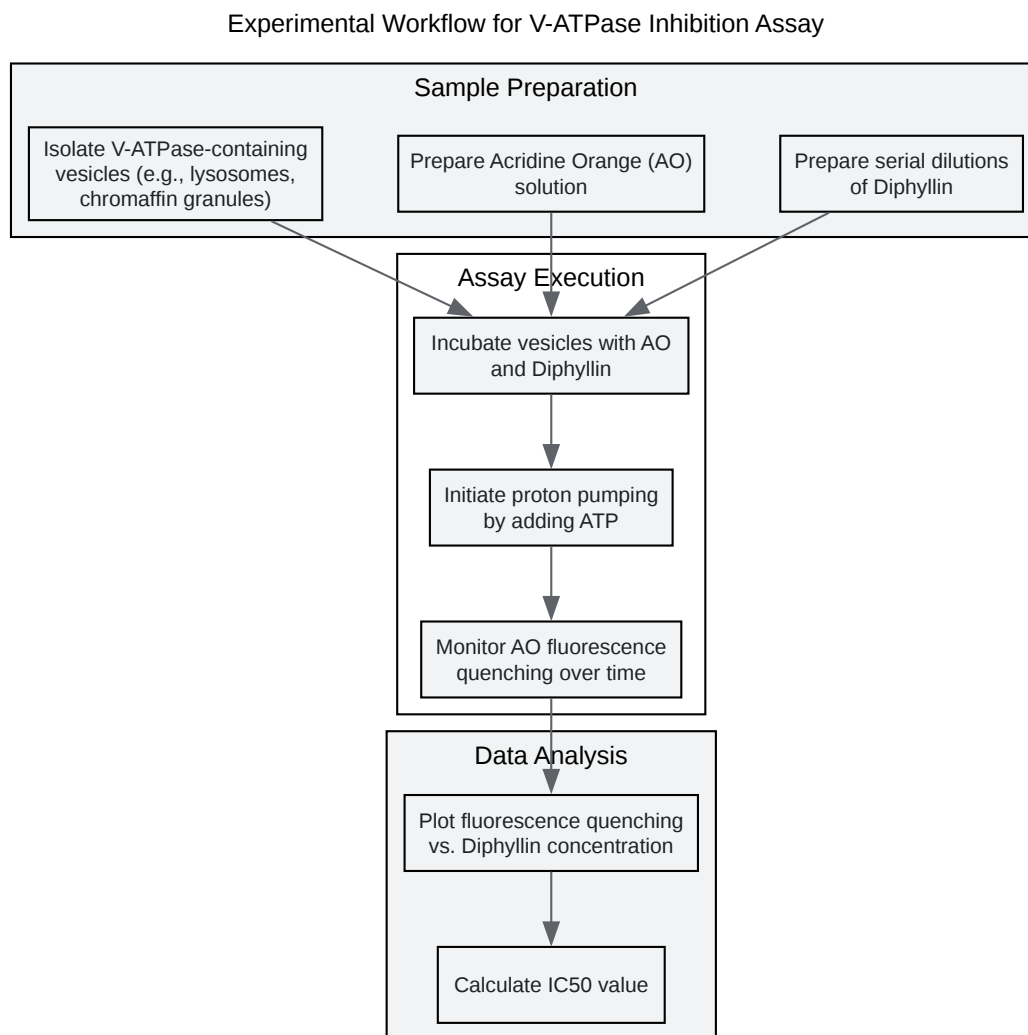 Experimental Workflow for V-ATPase Inhibition Assay
Sample Preparation
Isolate V-ATPase-containing
vesicles (e.g., lysosomes,
chromaffin granules)
Prepare Acridine Orange (AO)
solution
Prepare serial dilutions
of Diphyllin
Assay Execution
Incubate vesicles with AO
and Diphyllin
Initiate proton pumping
by adding ATP
Monitor AO fluorescence
quenching over time
Data Analysis
Plot fluorescence quenching
vs. Diphyllin concentration
Calculate IC50 value